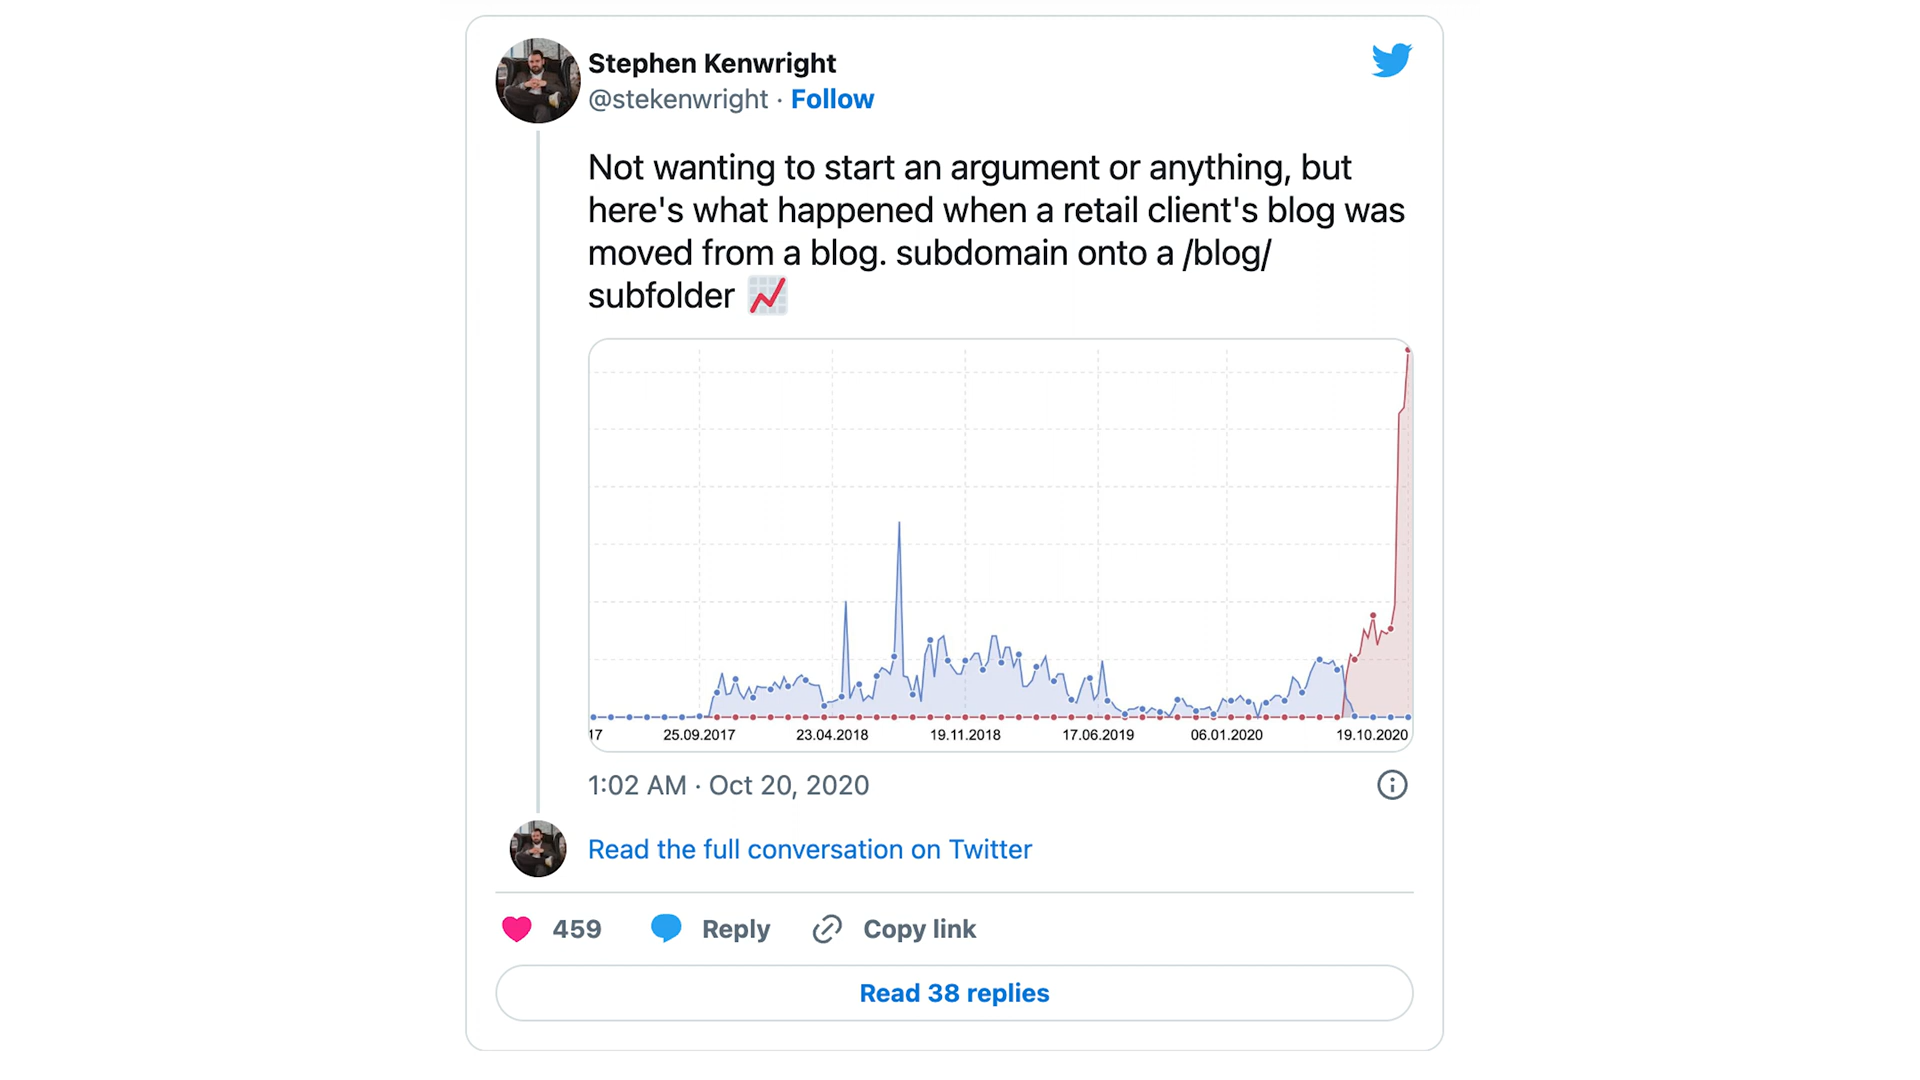 Stephen Kenwright
@stekenwright · Follow
Not wanting to start an argument or anything, but
here's what happened when a retail client's blog was
moved from a blog. subdomain onto a /blog/
subfolder 📈
17 25.09.2017 23.04.2018 19.11.2018 17.06.2019 06.01.2020 19.10.2020
1:02 AM · Oct 20, 2020
Read the full conversation on Twitter
459 Reply Copy link
Read 38 replies